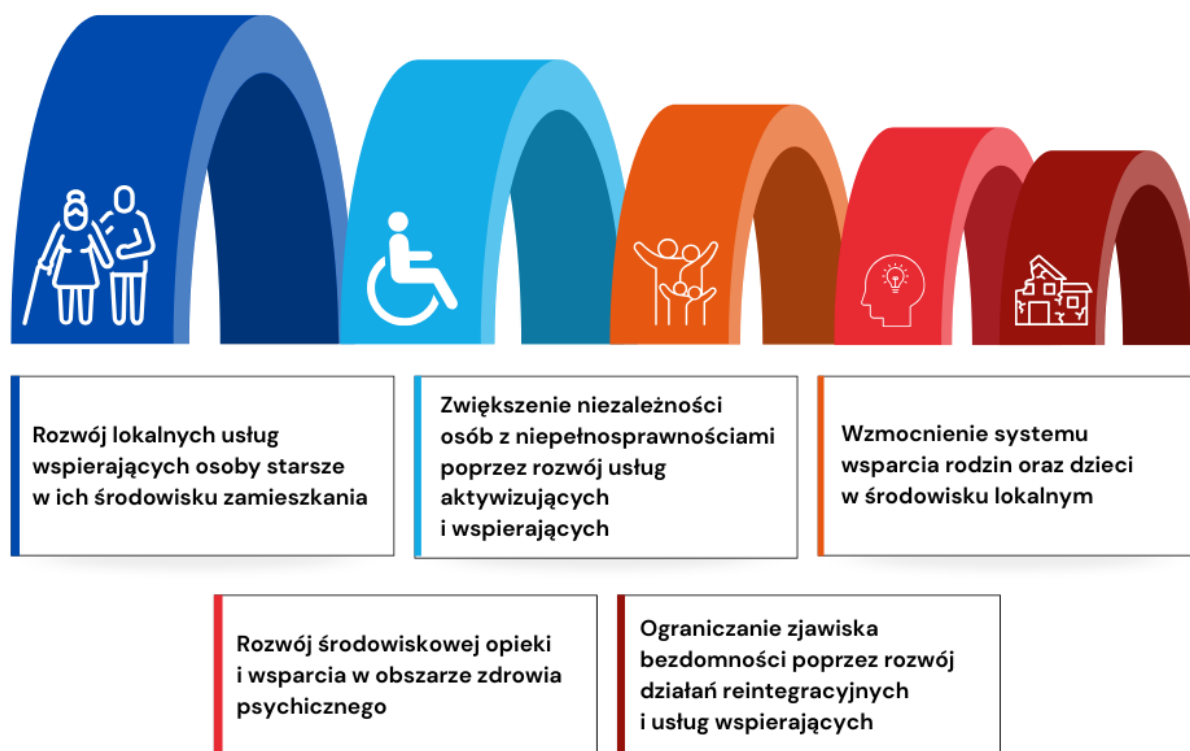 Rozwój lokalnych usług
wspierających osoby starsze
w ich środowisku zamieszkania
Zwiększenie niezależności
osób z niepełnosprawnościami
poprzez rozwój usług
aktywizujących
i wspierających
Wzmocnienie systemu
wsparcia rodzin oraz dzieci
w środowisku lokalnym
Rozwój środowiskowej opieki
i wsparcia w obszarze zdrowia
psychicznego
Ograniczanie zjawiska
bezdomności poprzez rozwój
działań reintegracyjnych
i usług wspierających